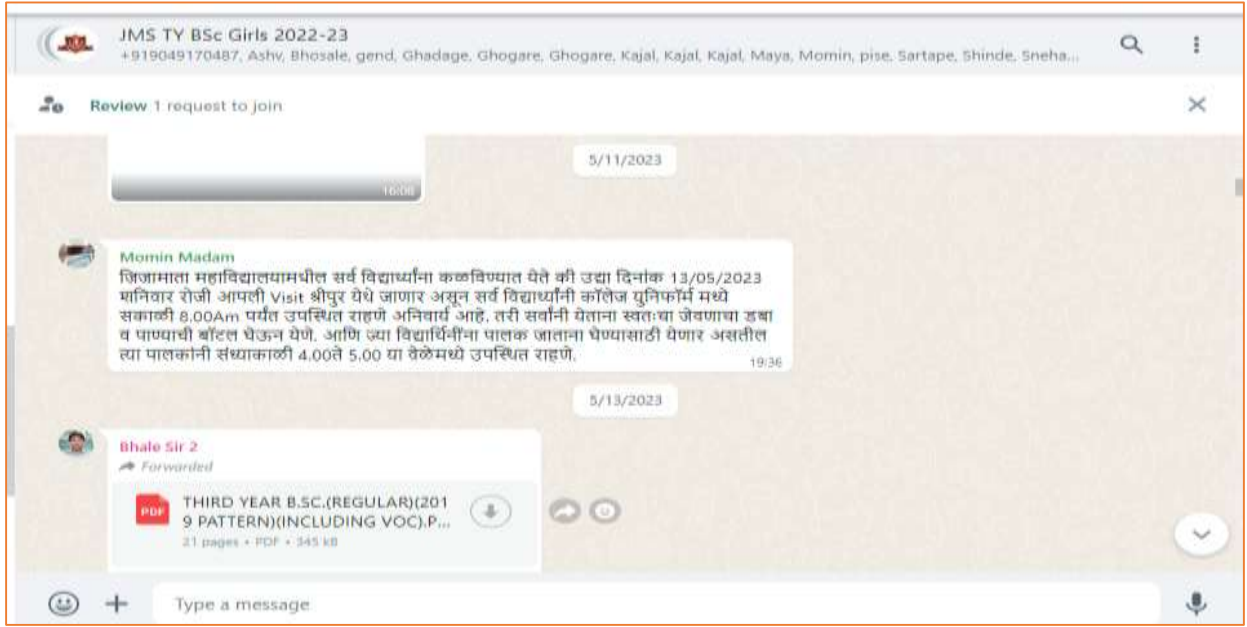 JMS TY BSc Girls 2022-23
+919049170487, Ashv, Bhosale, gend, Ghadage, Ghogare, Ghogare, Kajal, Kajal, Kajal, Maya, Momin, pise, Sartape, Shinde, Sneha...
Review 1 request to join
5/11/2023
16:08
Momin Madam
जिजामाता महाविद्यालयामधील सर्व विद्यार्थ्यांना कळविण्यात येते की उद्या दिनांक 13/05/2023
शनिवार रोजी आपली Visit श्रीपुर येथे जाणार असून सर्व विद्यार्थ्यांनी कॉलेज युनिफॉर्म मध्ये
सकाळी 8.00Am पर्यंत उपस्थित राहणे अनिवार्य आहे. तरी सर्वांनी येताना स्वतःचा जेवणाचा डबा
व पाण्याची बॉटल घेऊन येणे. आणि ज्या विद्यार्थिनींना पालक जाताना घेण्यासाठी येणार असतील
त्या पालकांनी संध्याकाळी 4.00ते 5.00 या वेळेमध्ये उपस्थित राहणे.
19:36
5/13/2023
Bhale Sir 2
Forwarded
PDF
THIRD YEAR B.SC.(REGULAR)(201
9 PATTERN)(INCLUDING VOC).P...
21 pages • PDF • 345 kB
Type a message